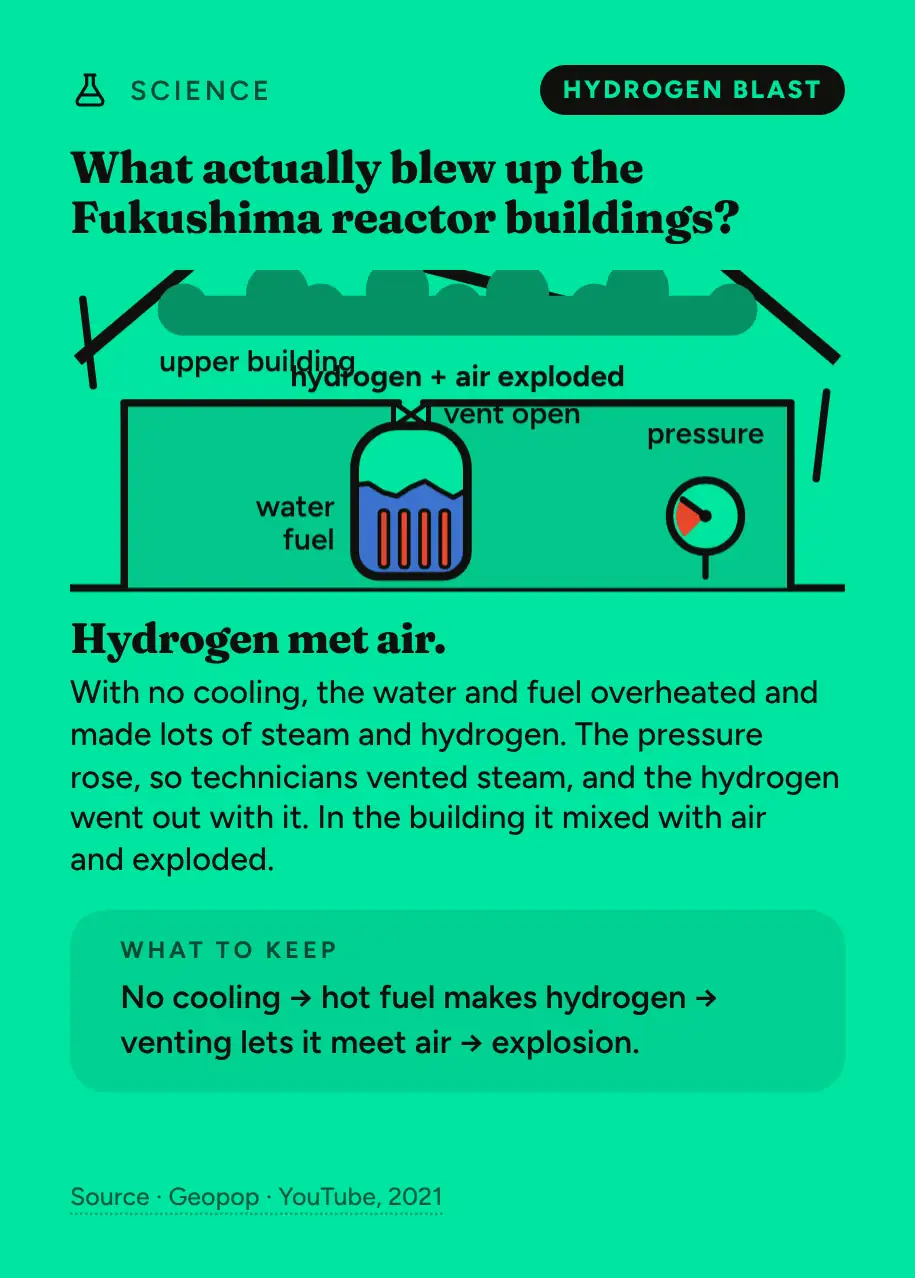 SCIENCE
HYDROGEN BLAST
What actually blew up the
Fukushima reactor buildings?
upper building
hydrogen + air exploded
vent open
pressure
water
fuel
Hydrogen met air.
With no cooling, the water and fuel overheated and
made lots of steam and hydrogen. The pressure
rose, so technicians vented steam, and the hydrogen
went out with it. In the building it mixed with air
and exploded.
WHAT TO KEEP
No cooling → hot fuel makes hydrogen →
venting lets it meet air → explosion.
Source · Geopop · YouTube, 2021